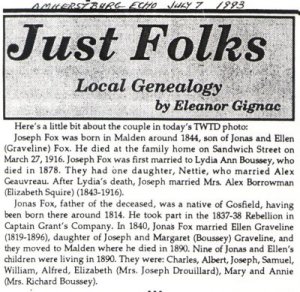 AMHERSTBURG ECHO JULY 7 1993
Just Folks
Local Genealogy
by Eleanor Gignac
Here's a little bit about the couple in today's TWTD photo:
Joseph Fox was born in Malden around 1844, son of Jonas and Ellen
(Graveline) Fox. He died at the family home on Sandwich Street on
March 27, 1916. Joseph Fox was first married to Lydia Ann Boussey, who
died in 1878. They had one daughter, Nettie, who married Alex
Geauvreau. After Lydia's death, Joseph married Mrs. Alex Borrowman
(Elizabeth Squire) (1843-1916).
Jonas Fox, father of the deceased, was a native of Gosfield, having
been born there around 1814. He took part in the 1837-38 Rebellion in
Captain Grant's Company. In 1840, Jonas Fox married Ellen Graveline
(1819-1896), daughter of Joseph and Margaret (Boussey) Graveline, and
they moved to Malden where he died in 1890. Nine of Jonas and Ellen's
children were living in 1890. They were: Charles, Albert, Joseph, Samuel,
William, Alfred, Elizabeth (Mrs. Joseph Drouillard), Mary and Annie
(Mrs. Richard Boussey).
***